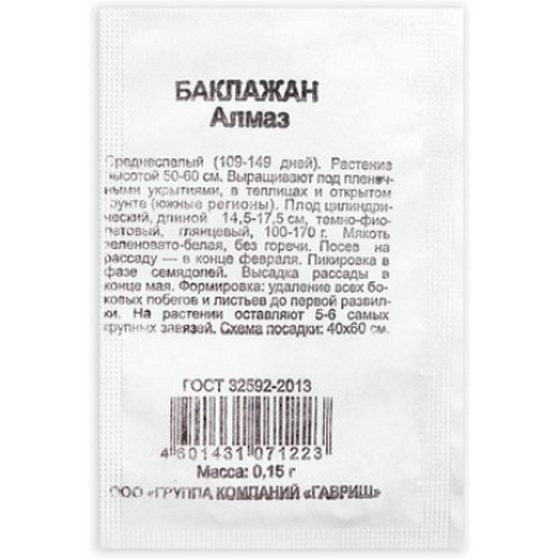 БАКЛАЖАН
Алмаз
Среднеспелый (109-149 дней). Растение
высотой 50-60 см. Выращивают под пленоч-
ными укрытиями, в теплицах и открытом
грунте (южные регионы). Плод цилиндри-
ческий, длиной 14,5-17,5 см, темно-фио-
летовый, глянцевый, 100-170 г. Мякоть
зеленовато-белая, без горечи. Посев на
рассаду — в конце февраля. Пикировка в
фазе семядолей. Высадка рассады в
конце мая. Формировка: удаление всех бо-
ковых побегов и листьев до первой развил-
ки. На растении оставляют 5-6 самых
крупных завязей. Схема посадки: 40х60 см.
ГОСТ 32592-2013
4 601431 071223
Масса: 0,15 г
ООО «ГРУППА КОМПАНИЙ «ГАВРИШ»